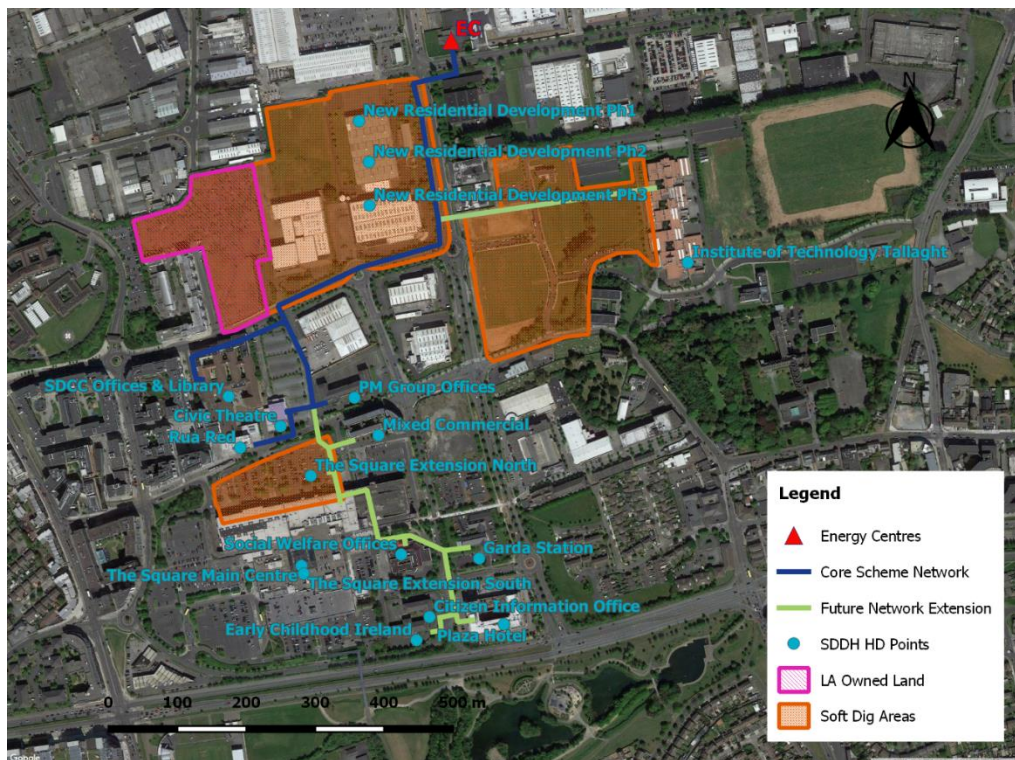 EC
N
New Residential Development Ph1
New Residential Development Ph2
New Residential Development Ph3
Institute of Technology Tallaght
SDCC Offices & Library
PM Group Offices
Civic Theatre
Mixed Commercial
Rua Red
The Square Extension North
Social Welfare Offices
Garda Station
The Square Main Centre
The Square Extension South
Citizen Information Office
Early Childhood Ireland
Plaza Hotel
0 100 200 300 400 500 m
Legend
Energy Centres
Core Scheme Network
Future Network Extension
SDDH HD Points
LA Owned Land
Soft Dig Areas
Google